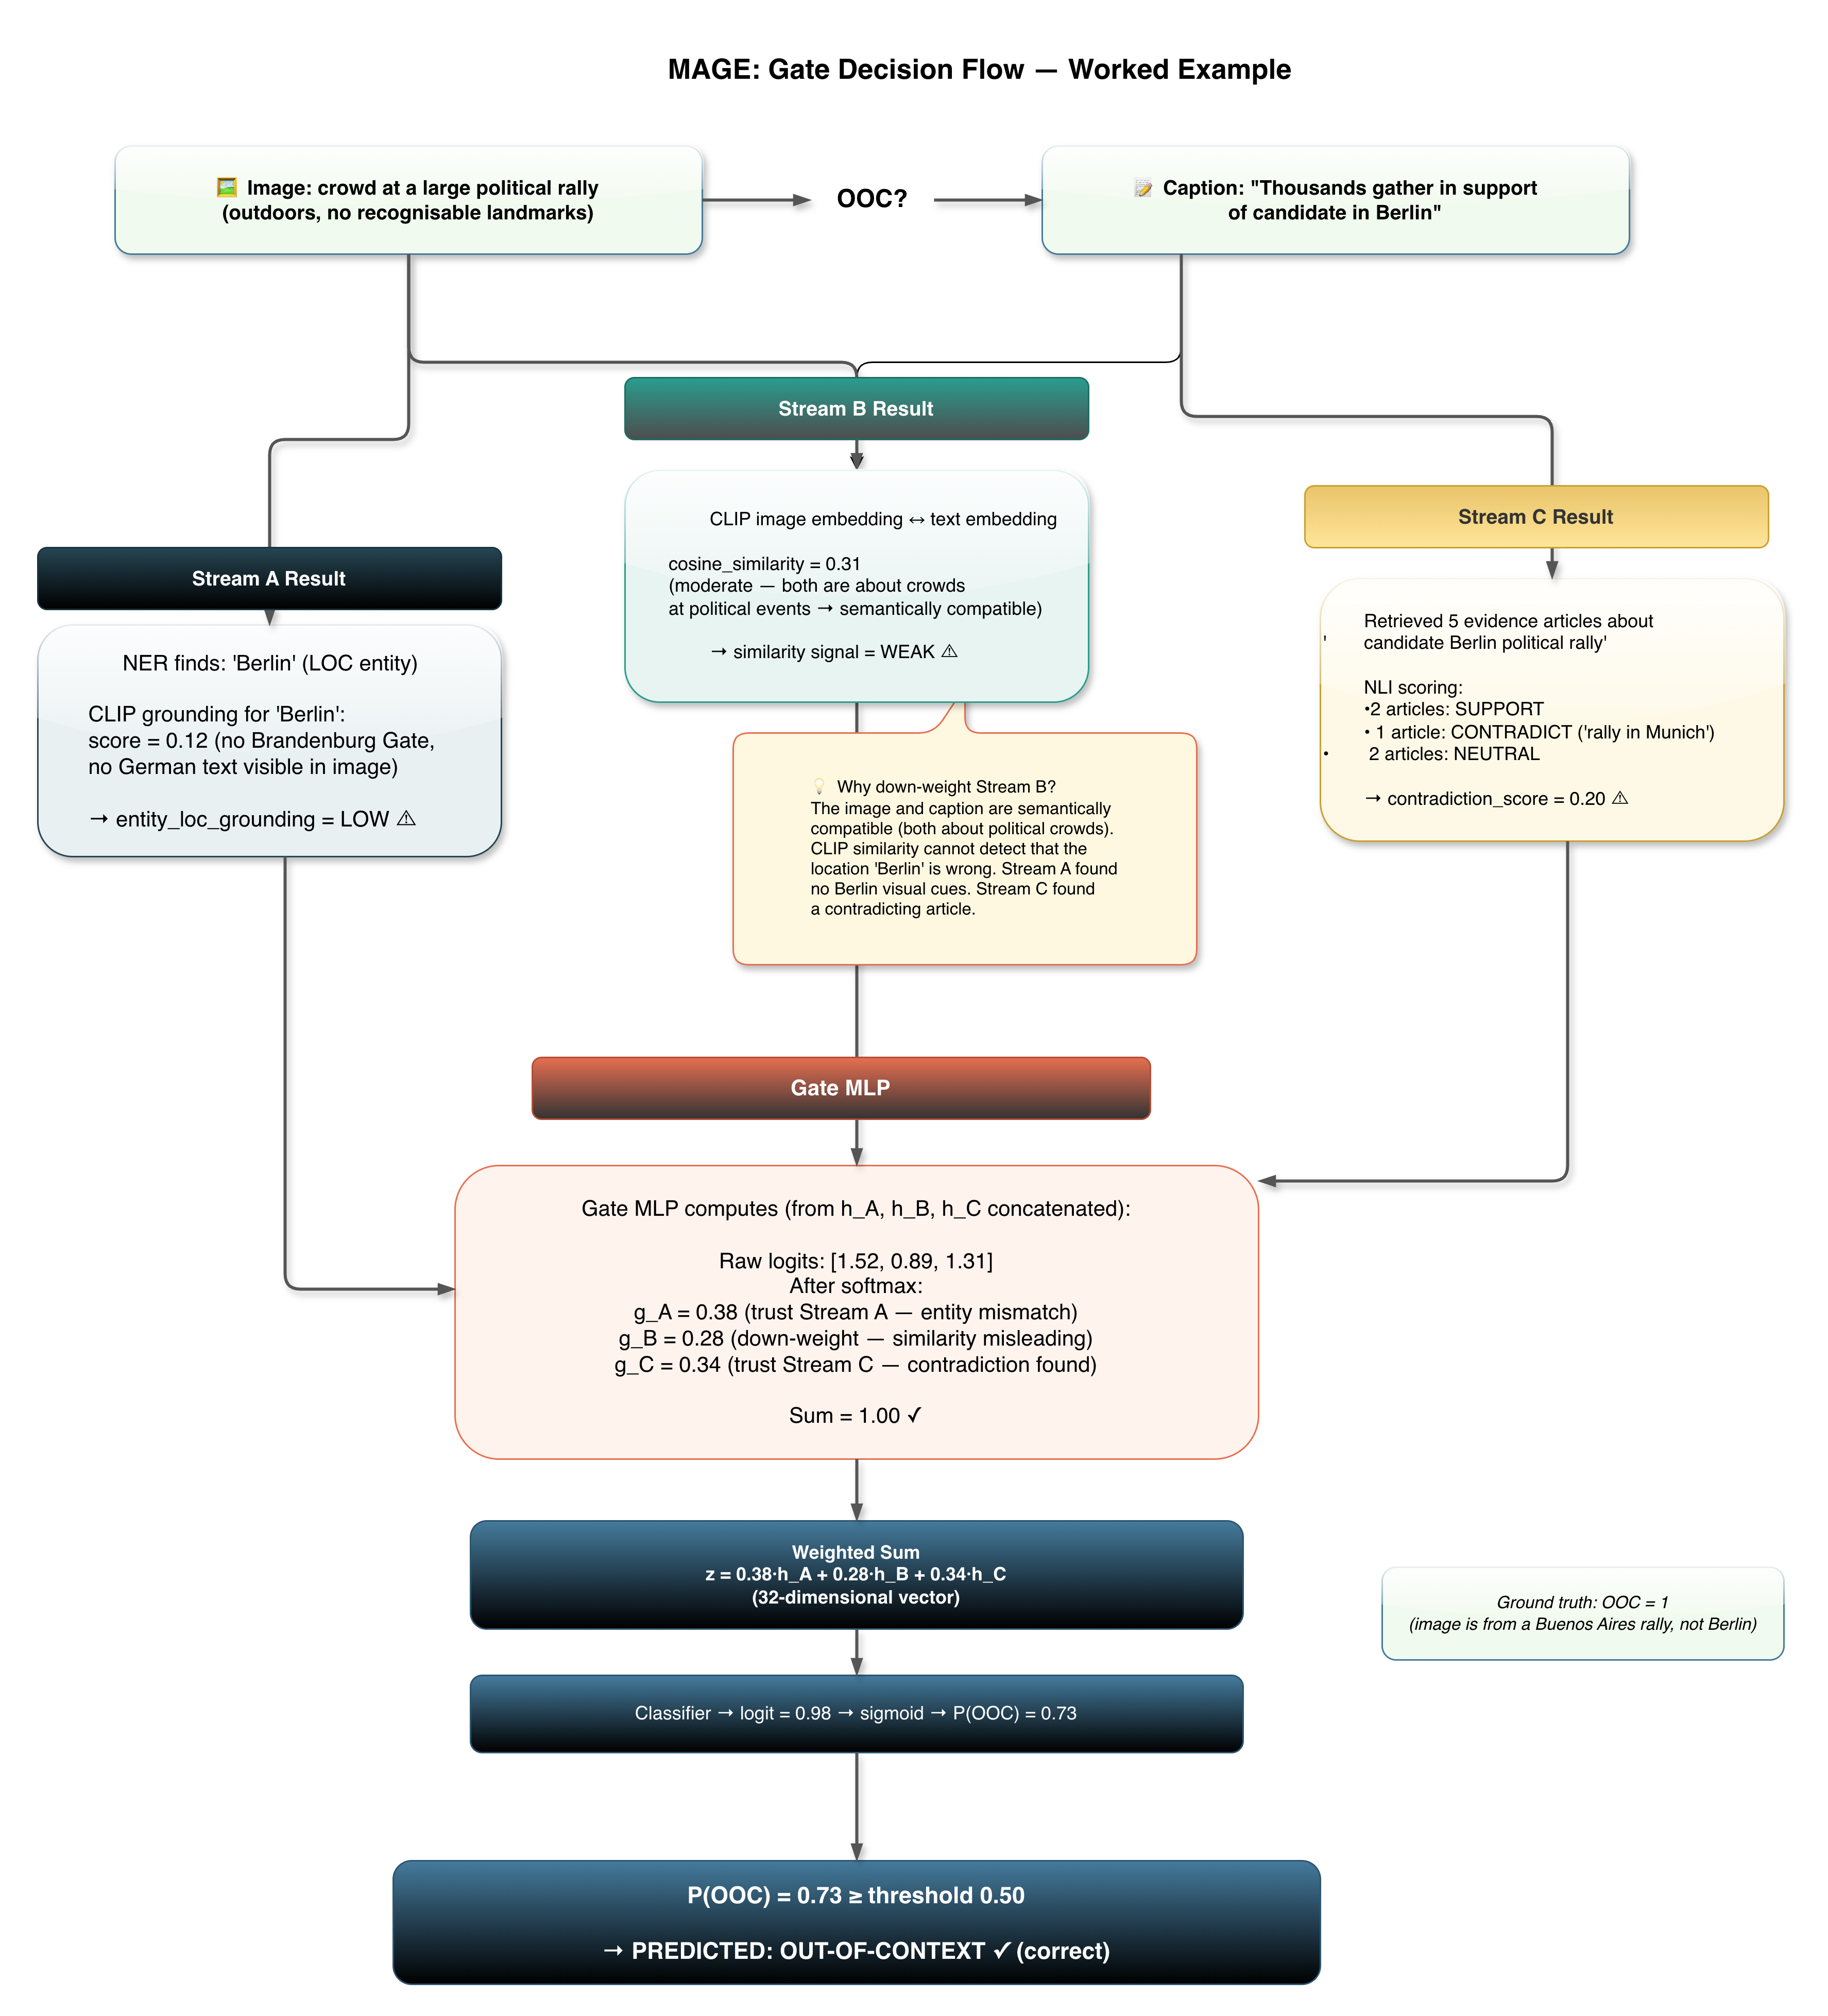 MAGE: Gate Decision Flow — Worked Example
🖼️ Image: crowd at a large political rally
(outdoors, no recognisable landmarks)
OOC?
📝 Caption: "Thousands gather in support
of candidate in Berlin"
Stream B Result
CLIP image embedding ↔ text embedding
cosine_similarity = 0.31
(moderate — both are about crowds
at political events → semantically compatible)
→ similarity signal = WEAK ⚠
Stream C Result
Retrieved 5 evidence articles about
' candidate Berlin political rally'
NLI scoring:
•2 articles: SUPPORT
• 1 article: CONTRADICT ('rally in Munich')
• 2 articles: NEUTRAL
→ contradiction_score = 0.20 ⚠
Stream A Result
NER finds: 'Berlin' (LOC entity)
CLIP grounding for 'Berlin':
score = 0.12 (no Brandenburg Gate,
no German text visible in image)
→ entity_loc_grounding = LOW ⚠
💡 Why down-weight Stream B?
The image and caption are semantically
compatible (both about political crowds).
CLIP similarity cannot detect that the
location 'Berlin' is wrong. Stream A found
no Berlin visual cues. Stream C found
a contradicting article.
Gate MLP
Gate MLP computes (from h_A, h_B, h_C concatenated):
Raw logits: [1.52, 0.89, 1.31]
After softmax:
g_A = 0.38 (trust Stream A — entity mismatch)
g_B = 0.28 (down-weight — similarity misleading)
g_C = 0.34 (trust Stream C — contradiction found)
Sum = 1.00 ✓
Weighted Sum
z = 0.38·h_A + 0.28·h_B + 0.34·h_C
(32-dimensional vector)
Ground truth: OOC = 1
(image is from a Buenos Aires rally, not Berlin)
Classifier → logit = 0.98 → sigmoid → P(OOC) = 0.73
P(OOC) = 0.73 ≥ threshold 0.50
→ PREDICTED: OUT-OF-CONTEXT ✓ (correct)